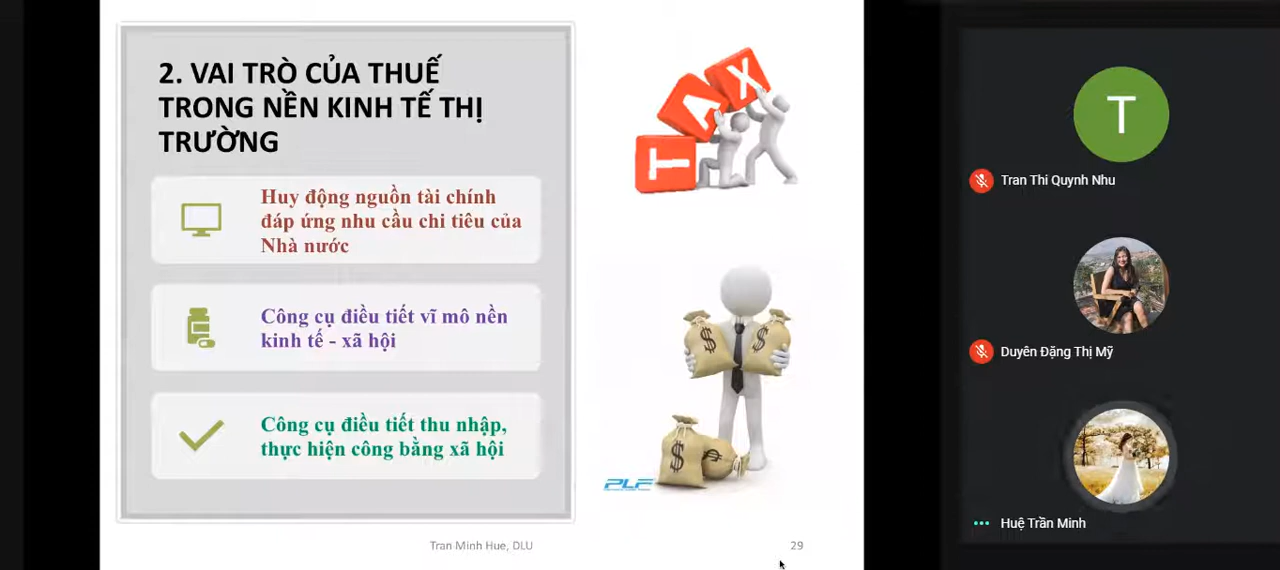 2. VAI TRÒ CỦA THUẾ
TRONG NỀN KINH TẾ THỊ
TRƯỜNG
Huy động nguồn tài chính
đáp ứng nhu cầu chi tiêu của
Nhà nước
Công cụ điều tiết vĩ mô nền
kinh tế - xã hội
Công cụ điều tiết thu nhập,
thực hiện công bằng xã hội
TAX
$ $
$
PLF
Tran Minh Hue, DLU
29
T
Tran Thi Quynh Nhu
Duyên Đặng Thị Mỹ
Huệ Trần Minh